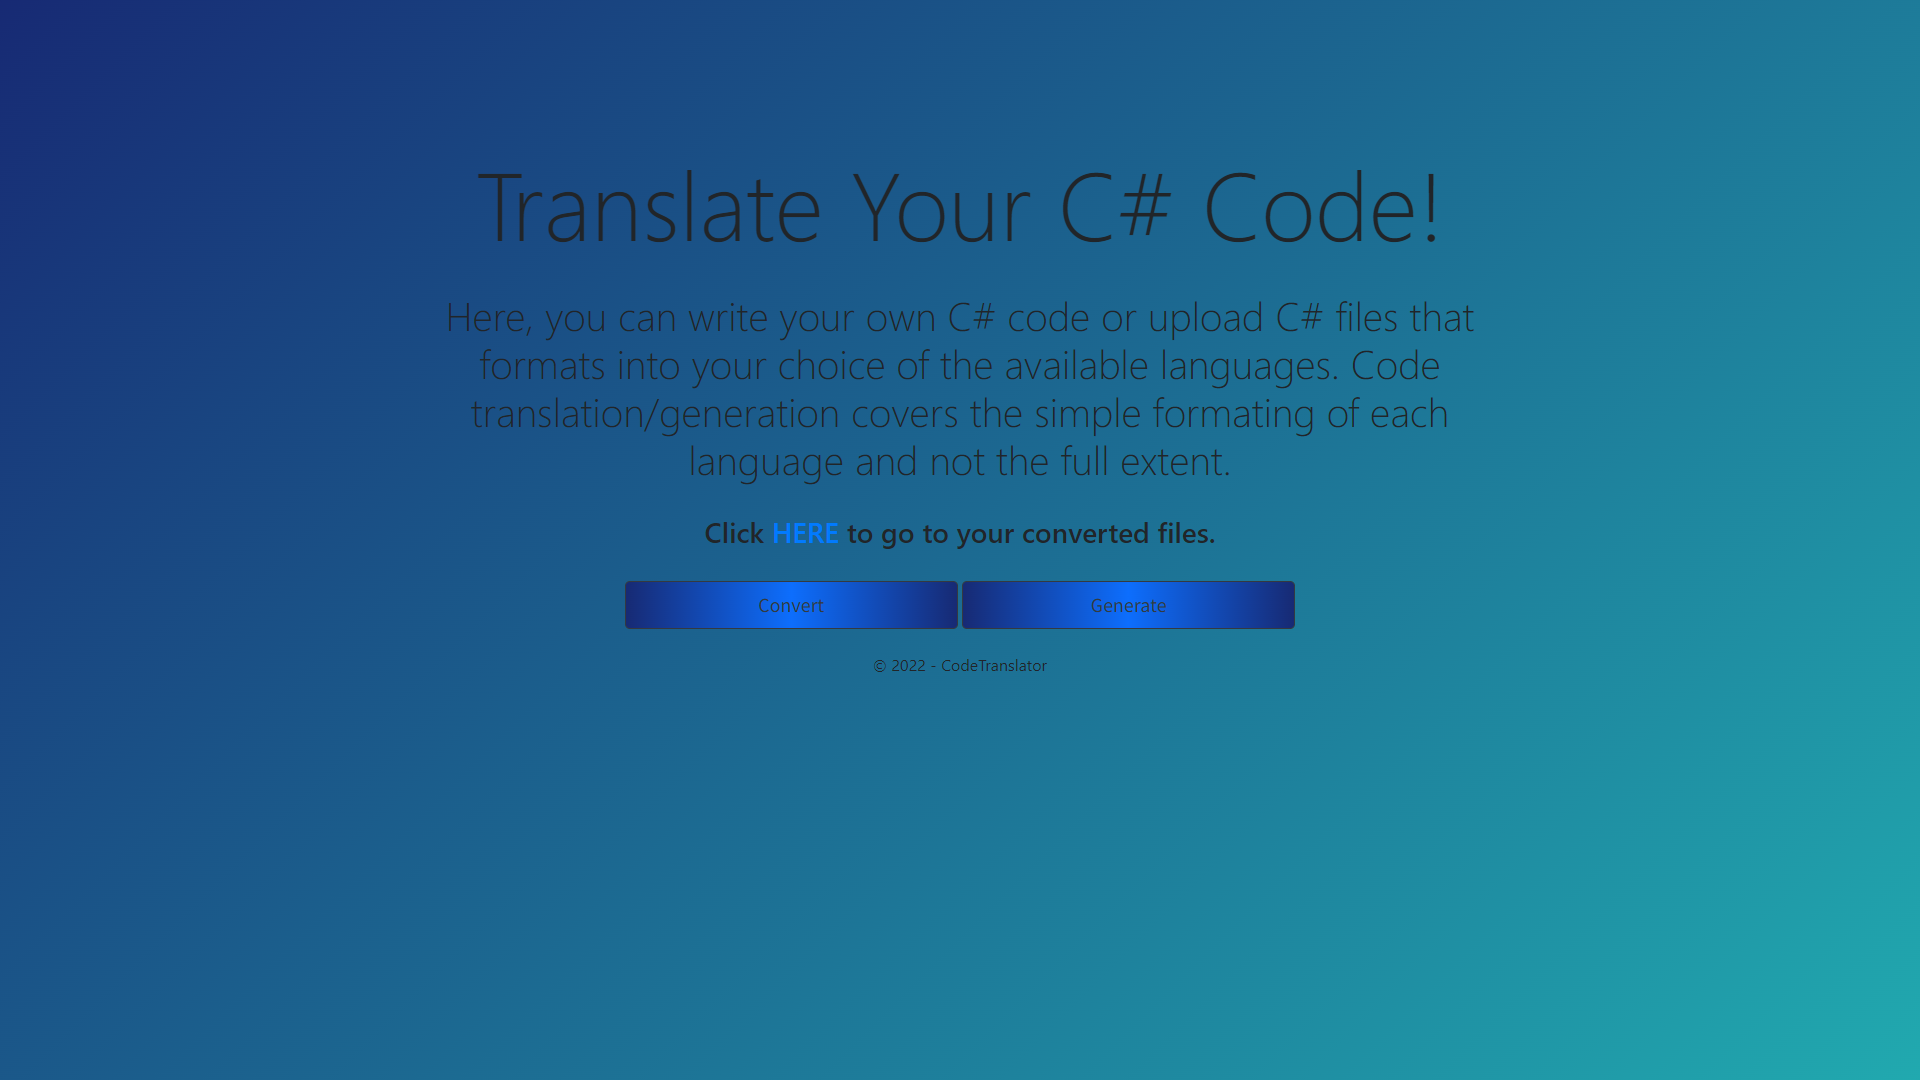 Translate Your C# Code!
Here, you can write your own C# code or upload C# files that
formats into your choice of the available languages. Code
translation/generation covers the simple formating of each
language and not the full extent.
Click HERE to go to your converted files.
Convert Generate
© 2022 - CodeTranslator